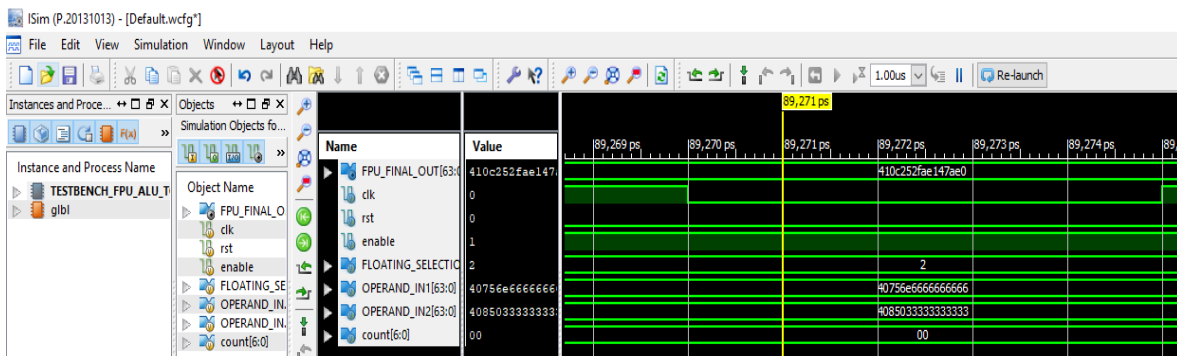 ISim (P.20131013) - [Default.wcfg*]
File Edit View Simulation Window Layout Help
1.00us Re-launch
Instances and Proce...
Objects
Simulation Objects fo...
F(x) » »
Instance and Process Name
TESTBENCH_FPU_ALU_T
glbl
Object Name
FPU_FINAL_O
clk
rst
enable
FLOATING_SE
OPERAND_IN.
OPERAND_IN.
count[6:0]
Name Value
FPU_FINAL_OUT[63:0 410c252fae147
clk 0
rst 0
enable 1
FLOATING_SELECTIO 2
OPERAND_IN1[63:0] 40756e6666666
OPERAND_IN2[63:0] 4085033333333
count[6:0] 00
89,271 ps
89,269 ps 89,270 ps 89,271 ps 89,272 ps 89,273 ps 89,274 ps 89,
410c252fae147ae0
2
40756e6666666666
4085033333333333
00